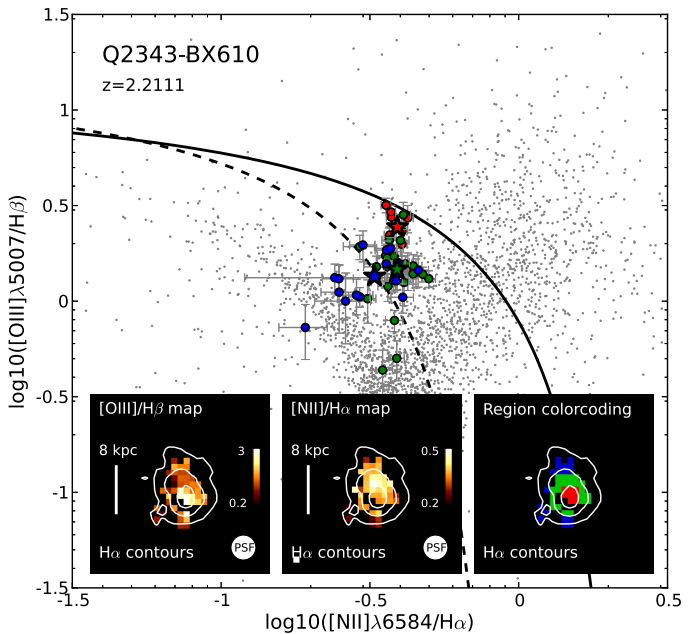 Q2343-BX610
z=2.2111
1.5
1
0.5
0
-0.5
-1
-1.5
log10([OIII]λ5007/Hβ)
[OIII]/Hβ map
8 kpc
3
0.2
Hα contours
PSF
[NII]/Hα map
8 kpc
0.5
0.2
Hα contours
PSF
Region colorcoding
Hα contours
-1.5
-1
-0.5
0
0.5
log10([NII]λ6584/Hα)